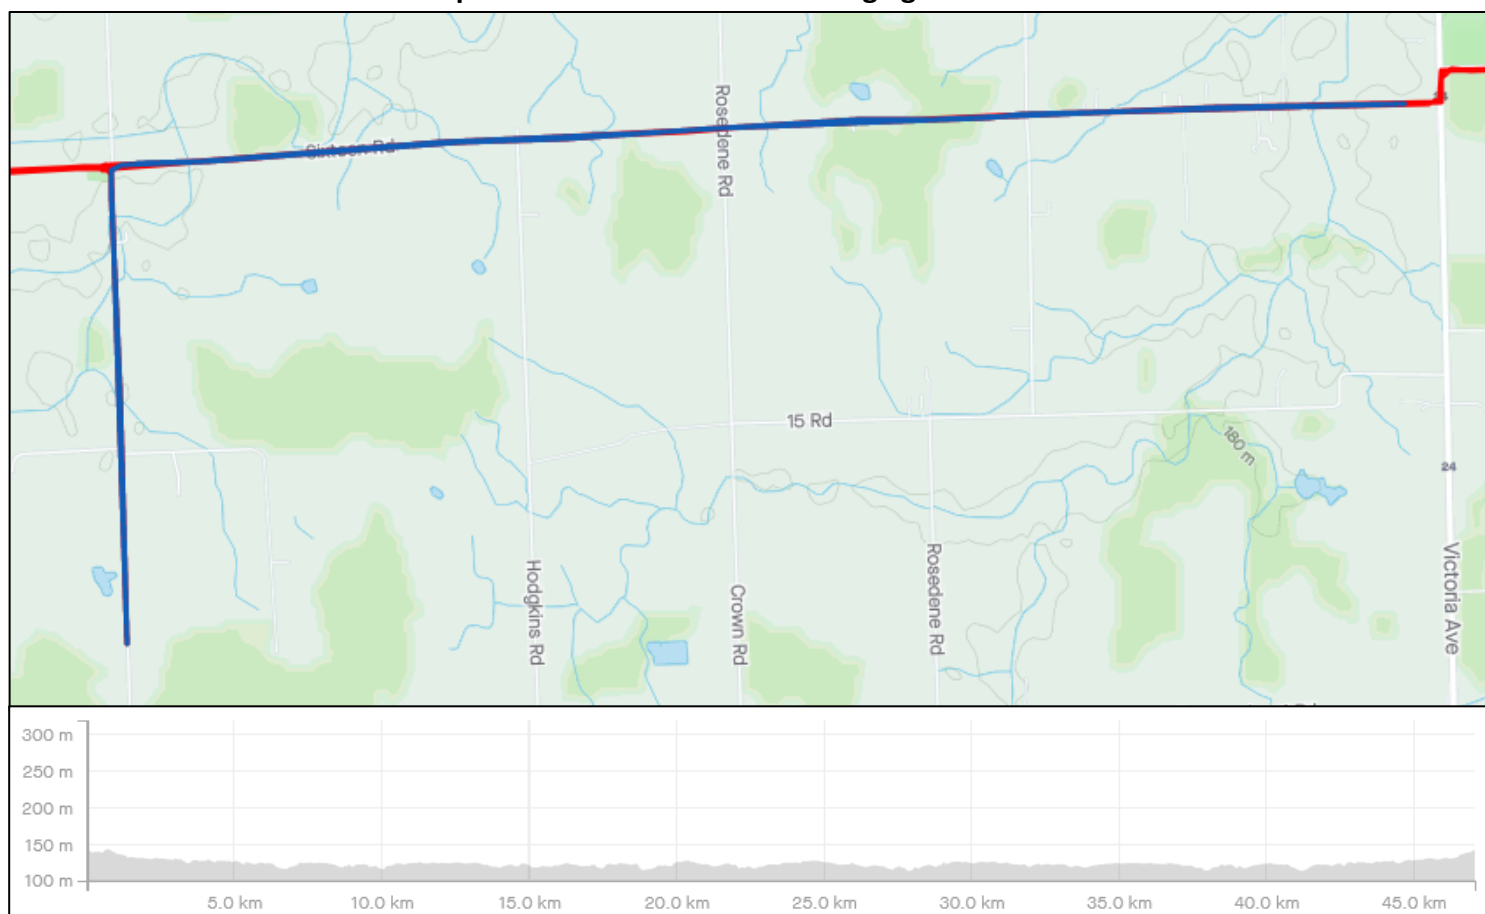 Sixteen Rd
Rosedene Rd
15 Rd
180 m
24
Hodgkins Rd
Crown Rd
Rosedene Rd
Victoria Ave
300 m
250 m
200 m
150 m
100 m
5.0 km 10.0 km 15.0 km 20.0 km 25.0 km 30.0 km 35.0 km 40.0 km 45.0 km